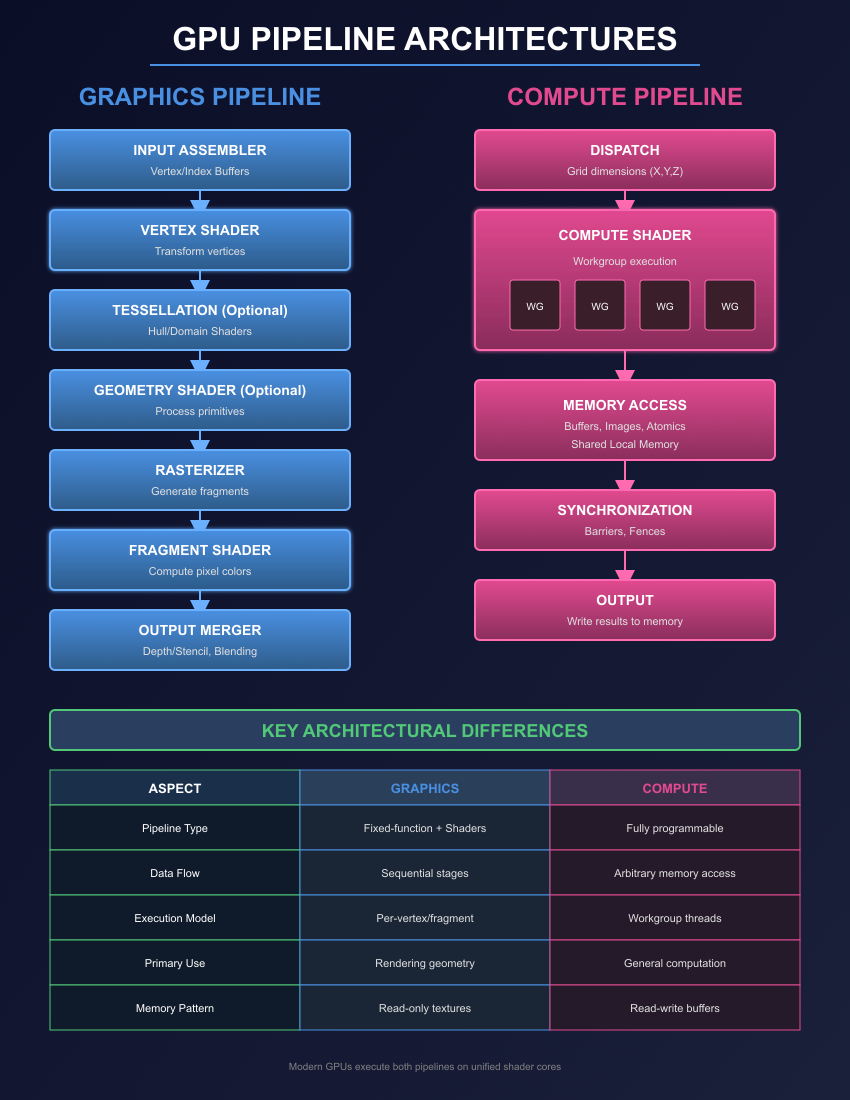 GPU PIPELINE ARCHITECTURES
GRAPHICS PIPELINE
INPUT ASSEMBLER
Vertex/Index Buffers
VERTEX SHADER
Transform vertices
TESSELLATION (Optional)
Hull/Domain Shaders
GEOMETRY SHADER (Optional)
Process primitives
RASTERIZER
Generate fragments
FRAGMENT SHADER
Compute pixel colors
OUTPUT MERGER
Depth/Stencil, Blending
COMPUTE PIPELINE
DISPATCH
Grid dimensions (X,Y,Z)
COMPUTE SHADER
Workgroup execution
WG WG WG WG
MEMORY ACCESS
Buffers, Images, Atomics
Shared Local Memory
SYNCHRONIZATION
Barriers, Fences
OUTPUT
Write results to memory
KEY ARCHITECTURAL DIFFERENCES
ASPECT GRAPHICS COMPUTE
Pipeline Type Fixed-function + Shaders Fully programmable
Data Flow Sequential stages Arbitrary memory access
Execution Model Per-vertex/fragment Workgroup threads
Primary Use Rendering geometry General computation
Memory Pattern Read-only textures Read-write buffers
Modern GPUs execute both pipelines on unified shader cores